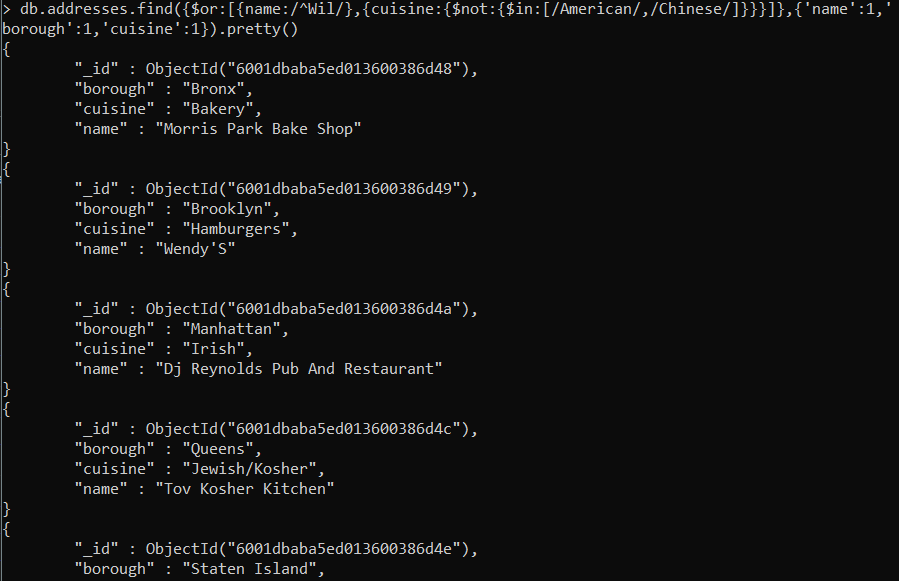 > db.addresses.find({$or:[{name:/^Wil/},{cuisine:{$not:{$in:[/American/,/Chinese/]}}}]},{'name':1,'
borough':1,'cuisine':1}).pretty()
{
        "_id" : ObjectId("6001dbaba5ed013600386d48"),
        "borough" : "Bronx",
        "cuisine" : "Bakery",
        "name" : "Morris Park Bake Shop"
}
{
        "_id" : ObjectId("6001dbaba5ed013600386d49"),
        "borough" : "Brooklyn",
        "cuisine" : "Hamburgers",
        "name" : "Wendy'S"
}
{
        "_id" : ObjectId("6001dbaba5ed013600386d4a"),
        "borough" : "Manhattan",
        "cuisine" : "Irish",
        "name" : "Dj Reynolds Pub And Restaurant"
}
{
        "_id" : ObjectId("6001dbaba5ed013600386d4c"),
        "borough" : "Queens",
        "cuisine" : "Jewish/Kosher",
        "name" : "Tov Kosher Kitchen"
}
{
        "_id" : ObjectId("6001dbaba5ed013600386d4e"),
        "borough" : "Staten Island",